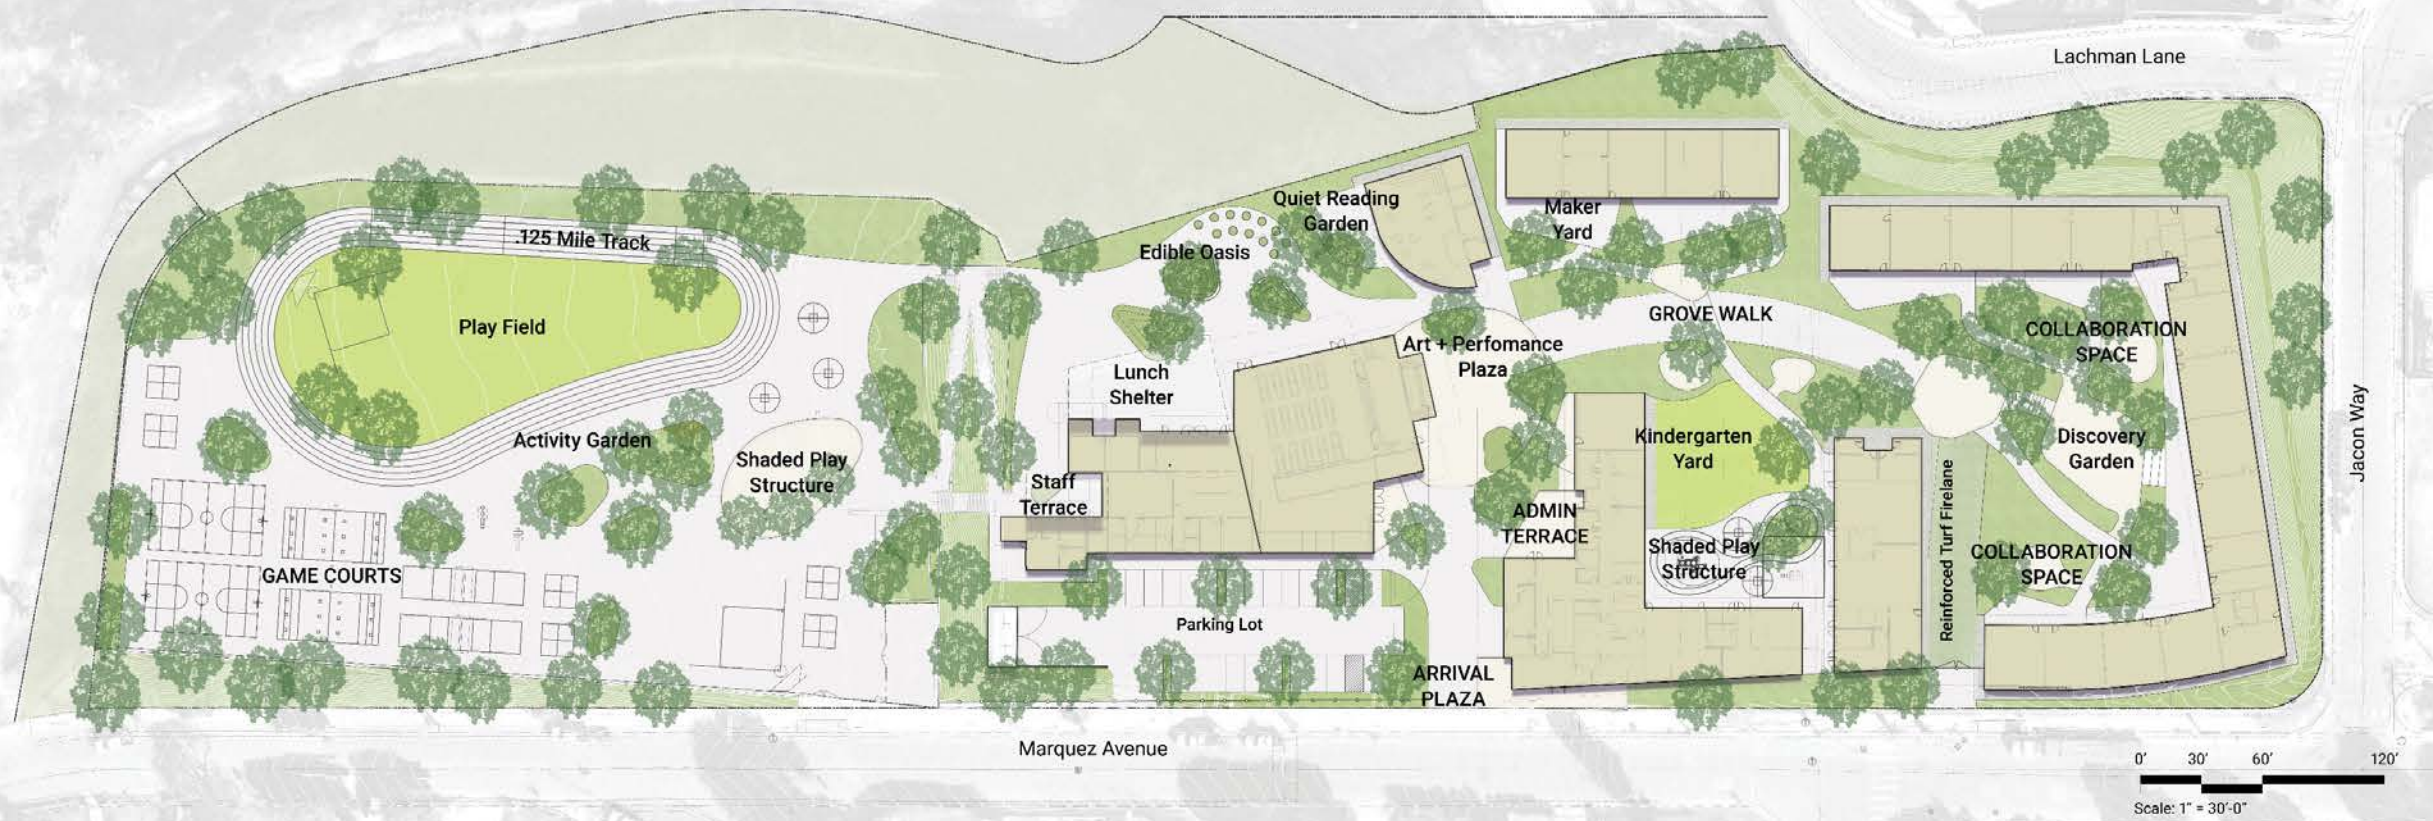 Lachman Lane
Quiet Reading
Garden
Maker
Yard
.125 Mile Track
Edible Oasis
Play Field
GROVE WALK
COLLABORATION
SPACE
Art + Perfomance
Plaza
Lunch
Shelter
Jacon Way
Activity Garden
Kindergarten
Yard
Discovery
Garden
Shaded Play
Structure
Staff
Terrace
ADMIN
TERRACE
Shaded Play
Structure
Reinforced Turf Firelane
COLLABORATION
SPACE
GAME COURTS
Parking Lot
ARRIVAL
PLAZA
Marquez Avenue
0' 30' 60' 120'
Scale: 1" = 30'-0"